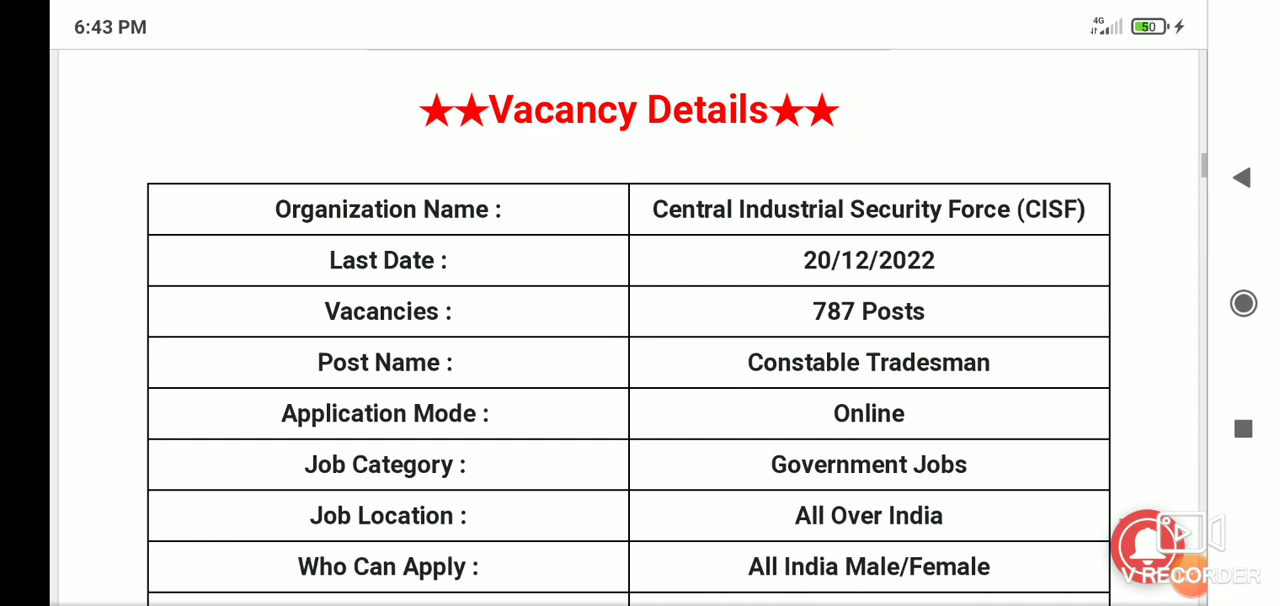 6:43 PM
4G
50
★★Vacancy Details★★
Organization Name : Central Industrial Security Force (CISF)
Last Date : 20/12/2022
Vacancies : 787 Posts
Post Name : Constable Tradesman
Application Mode : Online
Job Category : Government Jobs
Job Location : All Over India
Who Can Apply : All India Male/Female
V RECORDER